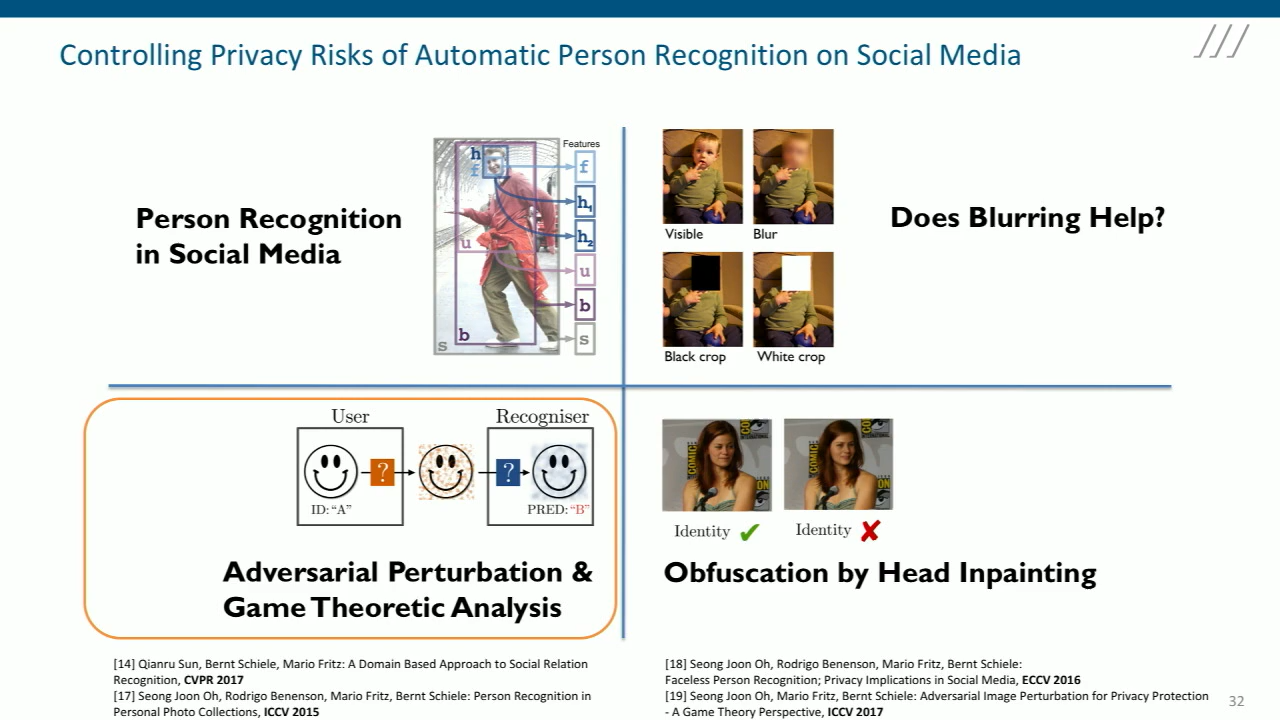 Controlling Privacy Risks of Automatic Person Recognition on Social Media
Person Recognition
in Social Media
Features
h
f
u
b
s
f
h1
h2
u
b
s
Visible
Blur
Black crop
White crop
Does Blurring Help?
User
Recogniser
?
?
ID: “A”
PRED: “B”
Adversarial Perturbation &
Game Theoretic Analysis
Identity ✔
Identity ✘
Obfuscation by Head Inpainting
[14] Qianru Sun, Bernt Schiele, Mario Fritz: A Domain Based Approach to Social Relation
Recognition, CVPR 2017
[17] Seong Joon Oh, Rodrigo Benenson, Mario Fritz, Bernt Schiele: Person Recognition in
Personal Photo Collections, ICCV 2015
[18] Seong Joon Oh, Rodrigo Benenson, Mario Fritz, Bernt Schiele:
Faceless Person Recognition; Privacy Implications in Social Media, ECCV 2016
[19] Seong Joon Oh, Mario Fritz, Bernt Schiele: Adversarial Image Perturbation for Privacy Protection
- A Game Theory Perspective, ICCV 2017
32